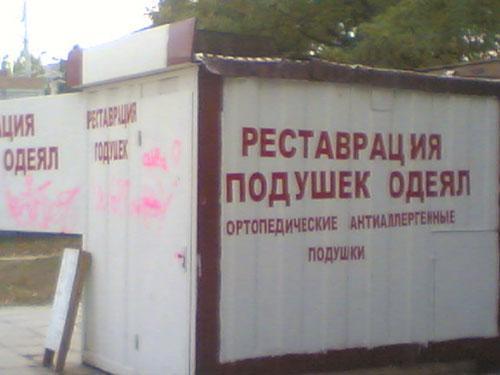 АЦИЯ
ОДЕЯЛ
РЕСТАВРАЦИЯ
ПОДУШЕК
РЕСТАВРАЦИЯ
ПОДУШЕК ОДЕЯЛ
ОРТОПЕДИЧЕСКИЕ АНТИАЛЛЕРГЕННЫЕ
ПОДУШКИ